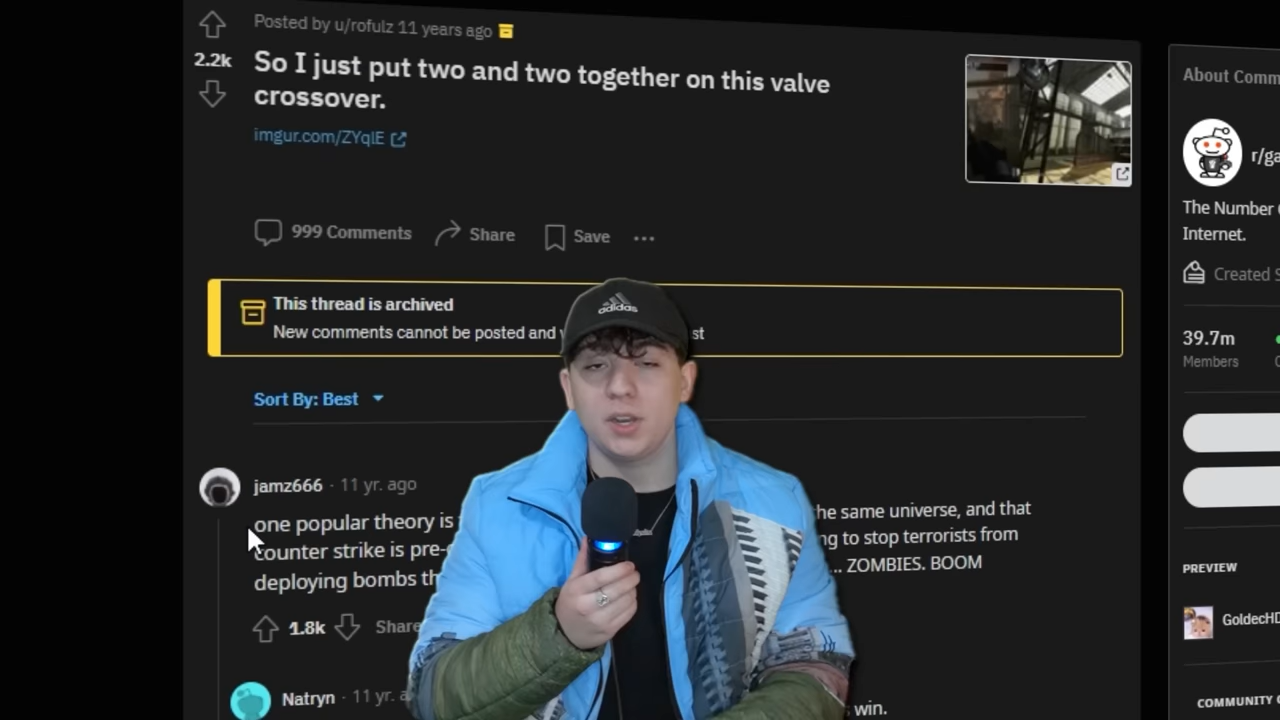 Posted by u/rofulz 11 years ago
2.2k
So I just put two and two together on this valve
crossover.
imgur.com/ZYqlE
999 Comments
Share
Save
This thread is archived
New comments cannot be posted and
st
Sort By: Best
adidas
jamz666 · 11 yr. ago
one popular theory is
the same universe, and that
counter strike is pre-
ng to stop terrorists from
deploying bombs th
... ZOMBIES. BOOM
1.8k
Share
Natryn · 11 yr. a
win.
About Comm
r/ga
The Number
Internet.
Created
39.7m
Members
PREVIEW
GoldecHD
COMMUNITY